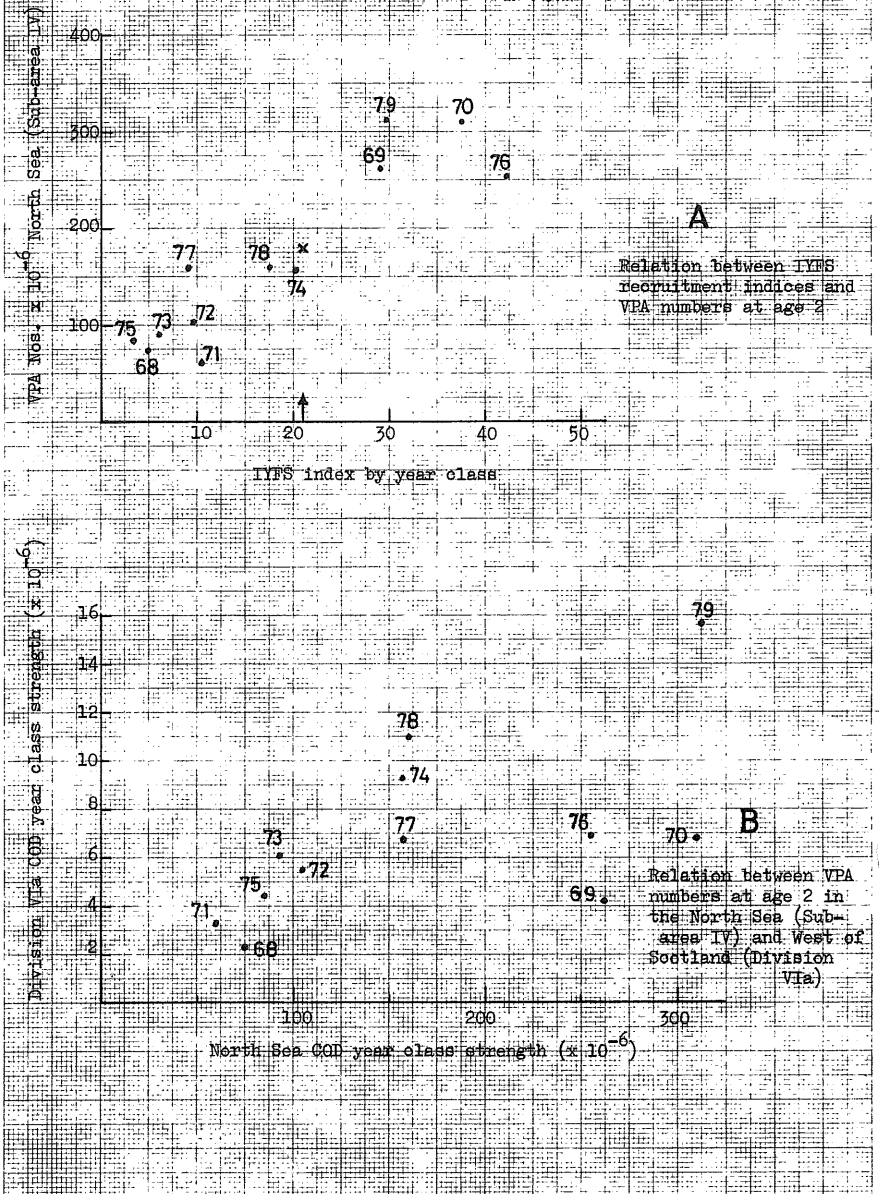 VPA Nos. x 10-6 North Sea (Sub-area IV)
400
300
200
100
79
70
69
76
77
78
x
74
75
73
72
68
71
10
20
30
40
50
IYFS index by year class
A
Relation between IYFS
recruitment indices and
VPA numbers at age 2
Division VIa COD year class strength (x 10-6)
16
14
12
10
8
6
4
2
79
78
74
77
76
70
73
72
75
69
71
68
100
200
300
North Sea COD year class strength (x 10-6)
B
Relation between VPA
numbers at age 2 in
the North Sea (Sub-
area IV) and West of
Scotland (Division
VIa)